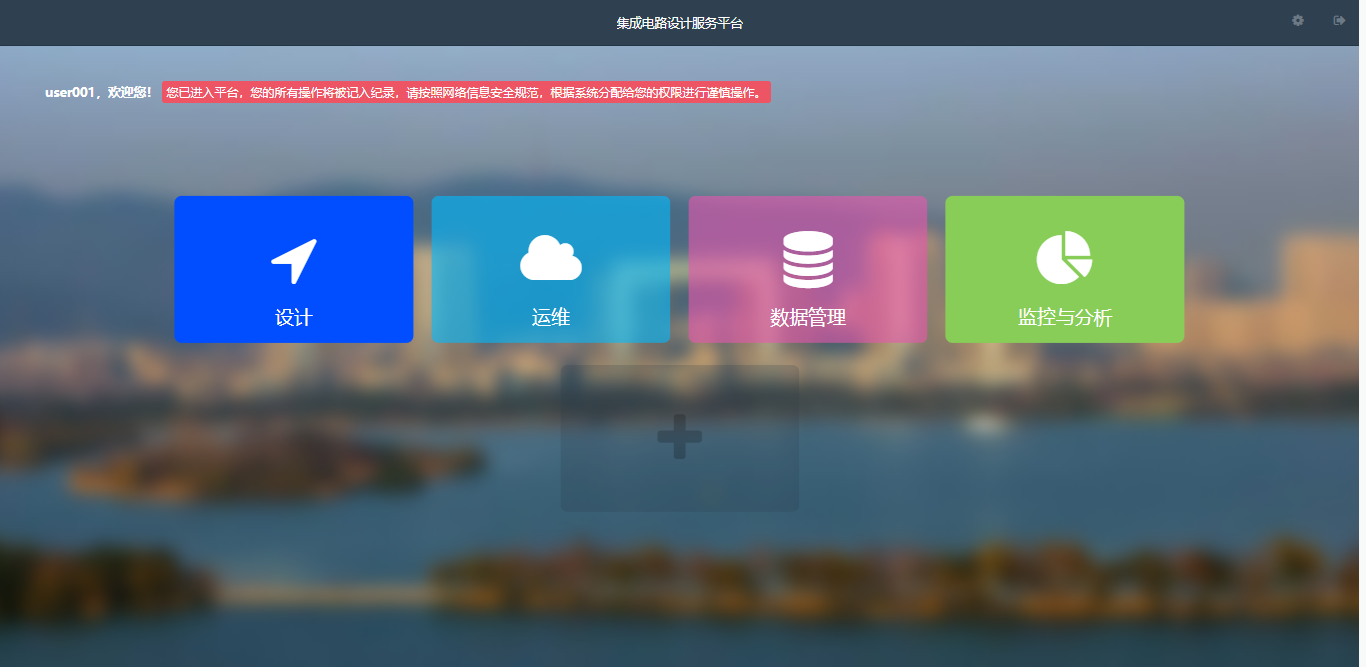 集成电路设计服务平台
user001，欢迎您！ 您已进入平台，您的所有操作将被记入纪录，请按照网络信息安全规范，根据系统分配给您的权限进行谨慎操作。
设计
运维
数据管理
监控与分析